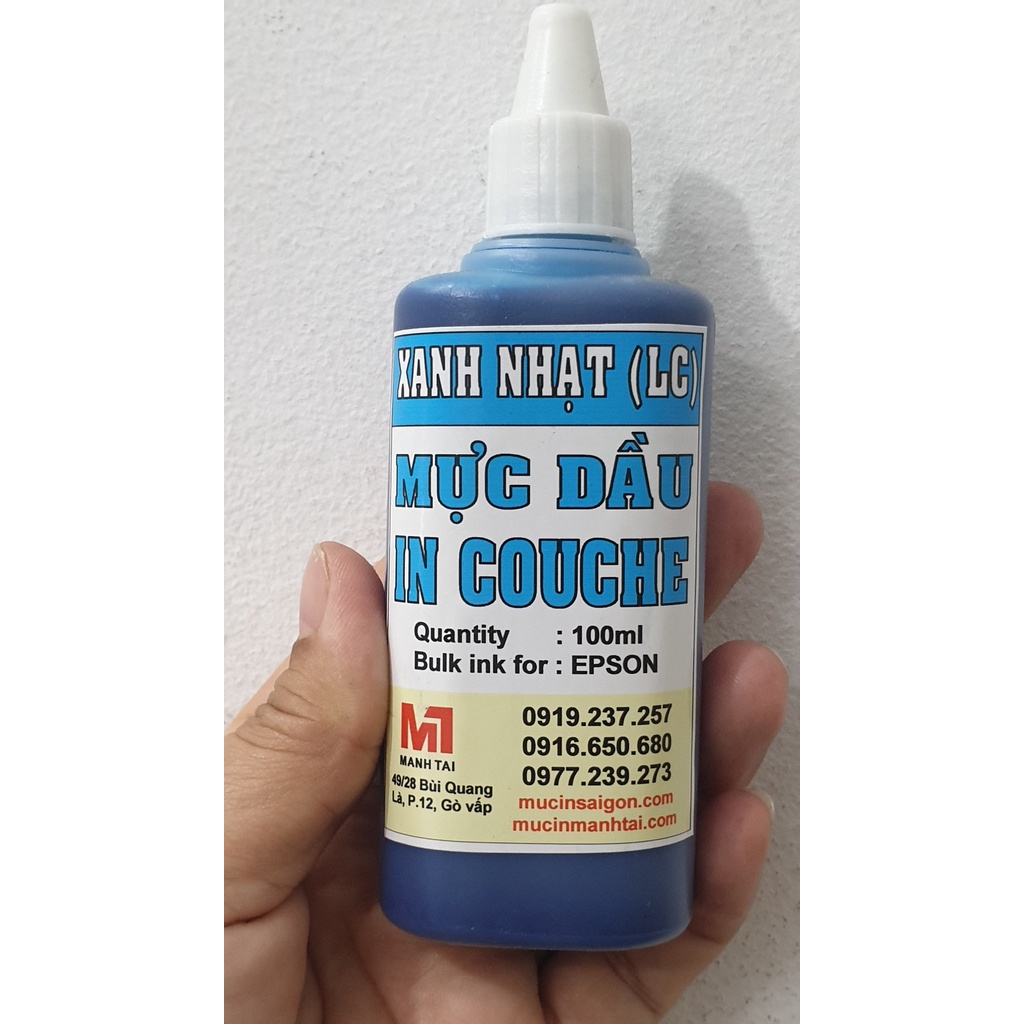 XANH NHẠT (LC)
MỰC DẦU
IN COUCHE
Quantity : 100ml
Bulk ink for : EPSON
MT
MANH TAI
49/28 Bùi Quang
Là, P.12, Gò vấp
0919.237.257
0916.650.680
0977.239.273
mucinsaigon.com
mucinmanhtai.com